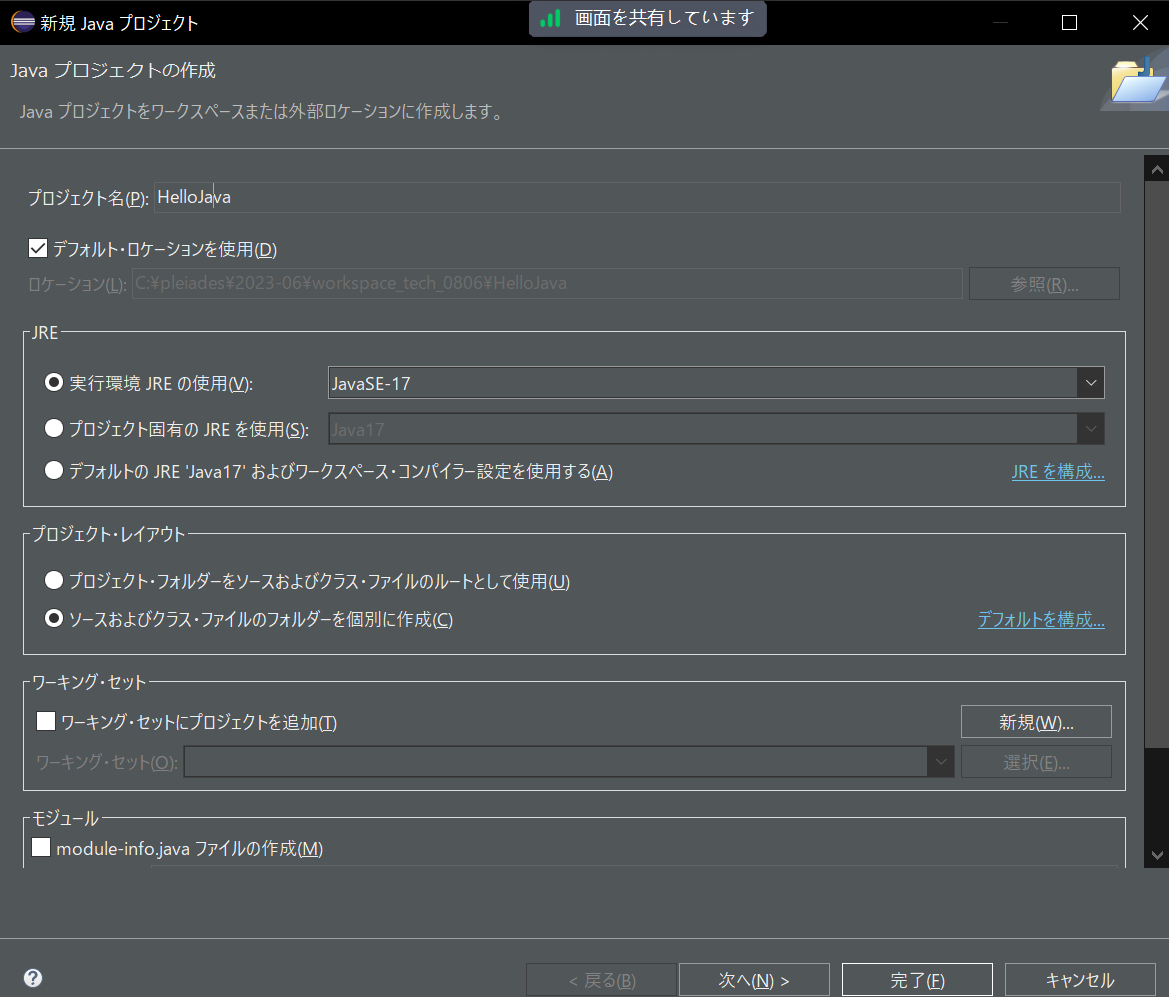 新規 Java プロジェクト
画面を共有しています
Java プロジェクトの作成
Java プロジェクトをワークスペースまたは外部ロケーションに作成します。
プロジェクト名(P): HelloJava
デフォルト・ロケーションを使用(D)
ロケーション(L): C:¥pleiades¥2023-06¥workspace_tech_0806¥HelloJava 参照(R)...
JRE
実行環境 JRE の使用(V): JavaSE-17
プロジェクト固有の JRE を使用(S): Java17
デフォルトの JRE 'Java17' およびワークスペース・コンパイラー設定を使用する(A) JRE を構成...
プロジェクト・レイアウト
プロジェクト・フォルダーをソースおよびクラス・ファイルのルートとして使用(U)
ソースおよびクラス・ファイルのフォルダーを個別に作成(C) デフォルトを構成...
ワーキング・セット
ワーキング・セットにプロジェクトを追加(T) 新規(W)...
ワーキング・セット(O): 選択(E)...
モジュール
module-info.java ファイルの作成(M)
? < 戻る(B) 次へ(N) > 完了(F) キャンセル